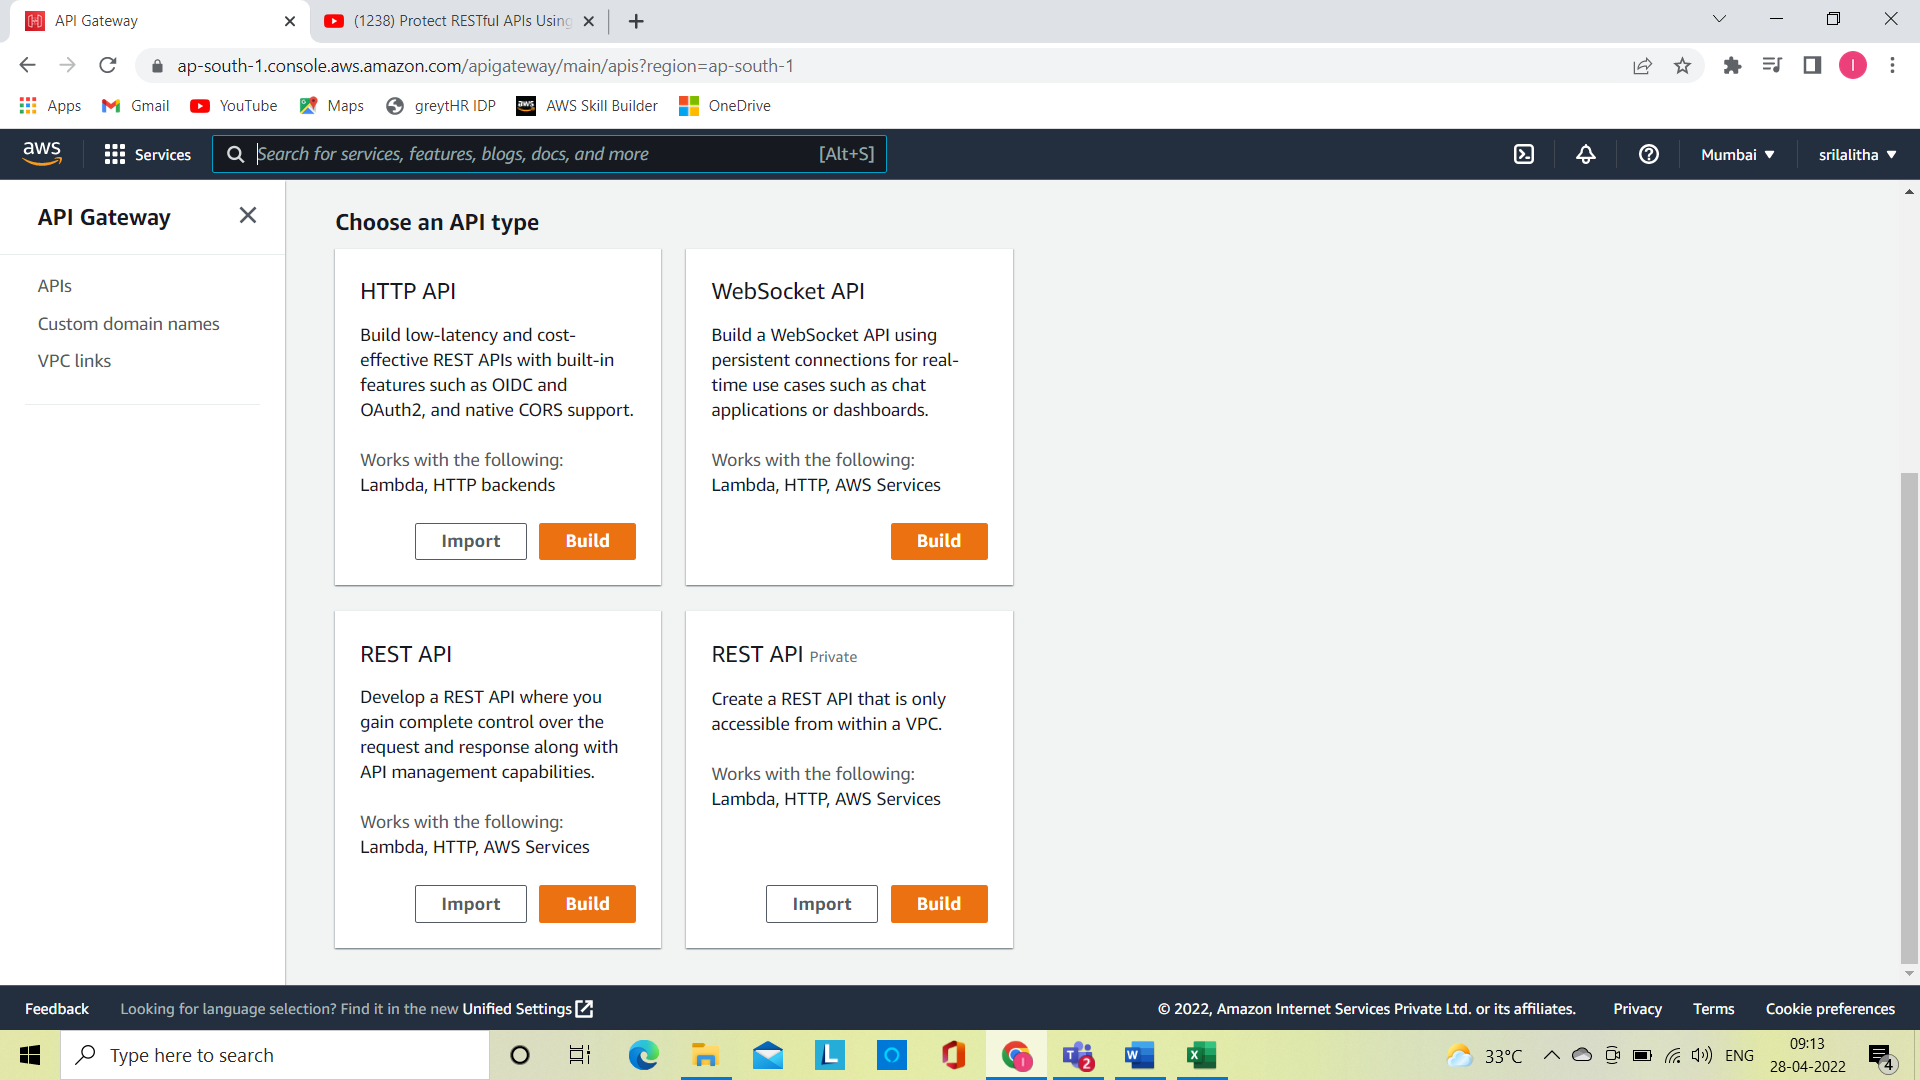 API Gateway
(1238) Protect RESTful APIs Using
ap-south-1.console.aws.amazon.com/apigateway/main/apis?region=ap-south-1
I
Apps
Gmail
YouTube
Maps
greytHR IDP
aws
AWS Skill Builder
OneDrive
aws
Services
Search for services, features, blogs, docs, and more
[Alt+S]
Mumbai
srilalitha
API Gateway
APIs
Custom domain names
VPC links
Choose an API type
HTTP API
Build low-latency and cost-
effective REST APIs with built-in
features such as OIDC and
OAuth2, and native CORS support.
Works with the following:
Lambda, HTTP backends
Import
Build
WebSocket API
Build a WebSocket API using
persistent connections for real-
time use cases such as chat
applications or dashboards.
Works with the following:
Lambda, HTTP, AWS Services
Build
REST API
Develop a REST API where you
gain complete control over the
request and response along with
API management capabilities.
Works with the following:
Lambda, HTTP, AWS Services
Import
Build
REST API Private
Create a REST API that is only
accessible from within a VPC.
Works with the following:
Lambda, HTTP, AWS Services
Import
Build
Feedback
Looking for language selection? Find it in the new Unified Settings
© 2022, Amazon Internet Services Private Ltd. or its affiliates.
Privacy
Terms
Cookie preferences
Type here to search
L
I
T
2
W
X
33°C
ENG
09:13
28-04-2022
4